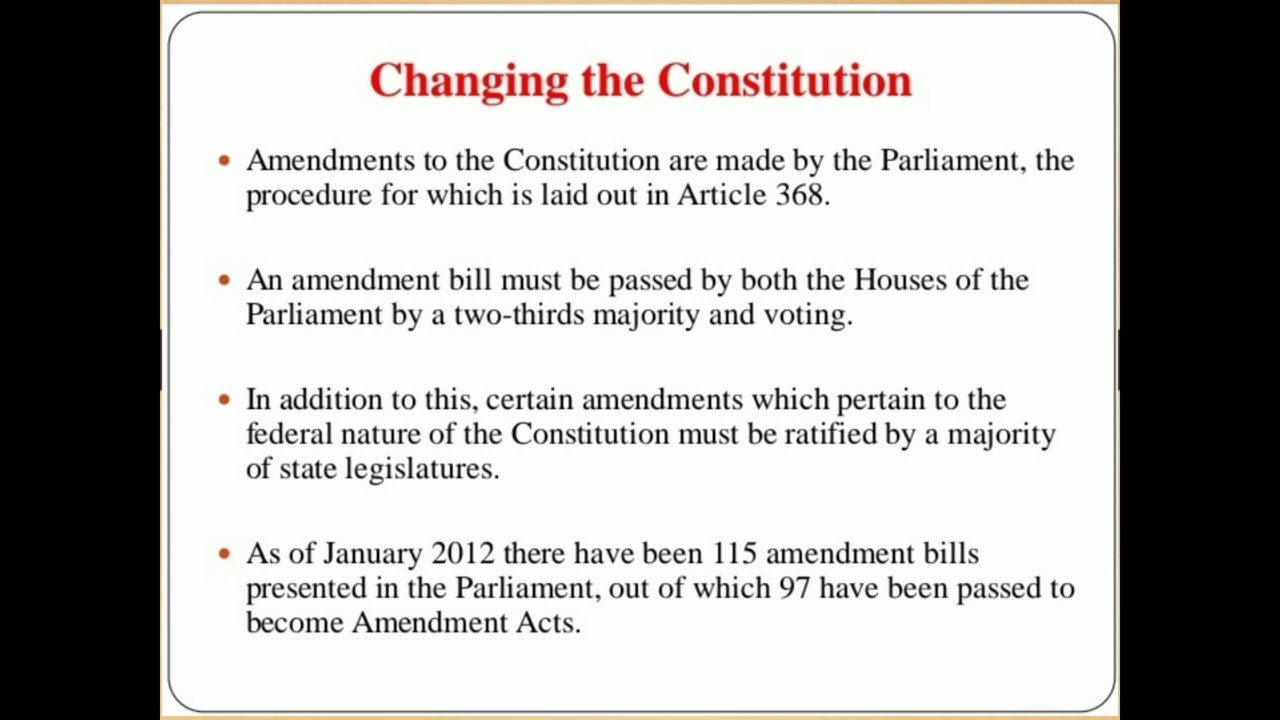 Changing the Constitution
• Amendments to the Constitution are made by the Parliament, the
procedure for which is laid out in Article 368.
• An amendment bill must be passed by both the Houses of the
Parliament by a two-thirds majority and voting.
• In addition to this, certain amendments which pertain to the
federal nature of the Constitution must be ratified by a majority
of state legislatures.
• As of January 2012 there have been 115 amendment bills
presented in the Parliament, out of which 97 have been passed to
become Amendment Acts.